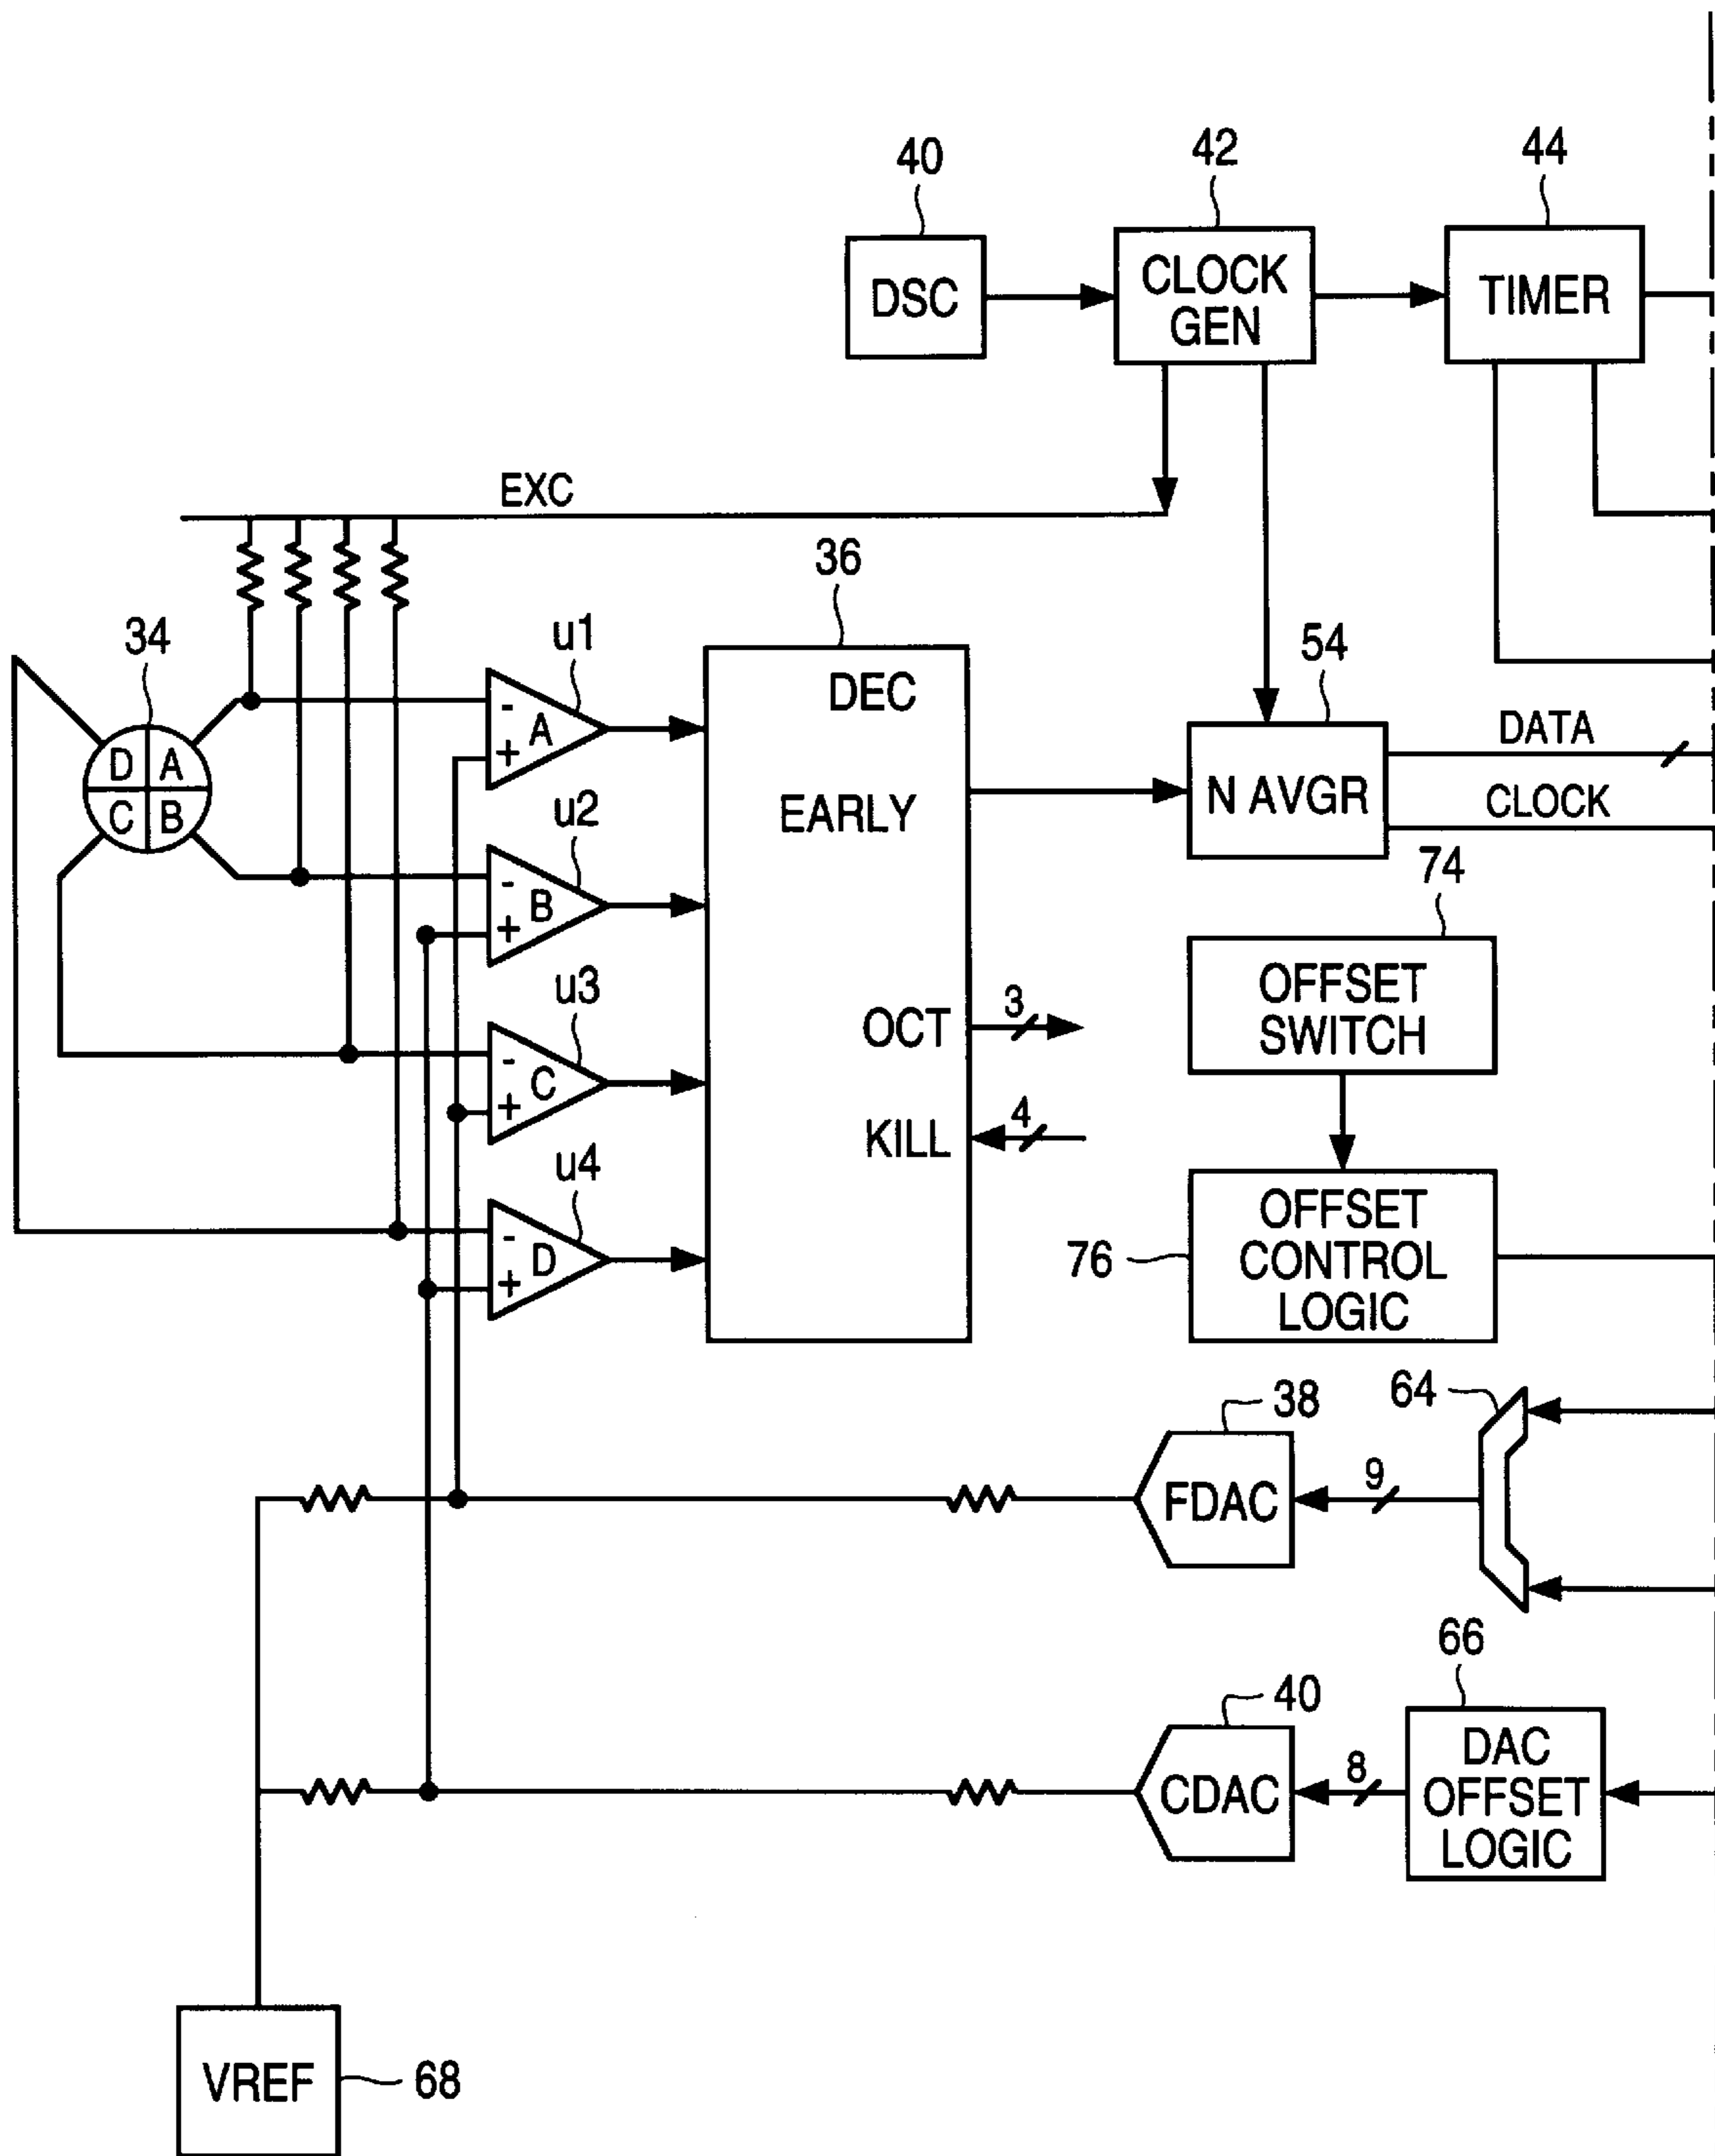 40
42
44
DSC
CLOCK
GEN
TIMER
EXC
36
34
u1
54
D A
C B
-
A
+
DEC
EARLY
N AVGR
DATA
CLOCK
u2
-
B
+
74
OFFSET
SWITCH
u3
-
C
+
OCT
3
KILL
4
u4
-
D
+
76
OFFSET
CONTROL
LOGIC
38
64
FDAC
9
66
40
CDAC
8
DAC
OFFSET
LOGIC
VREF
68